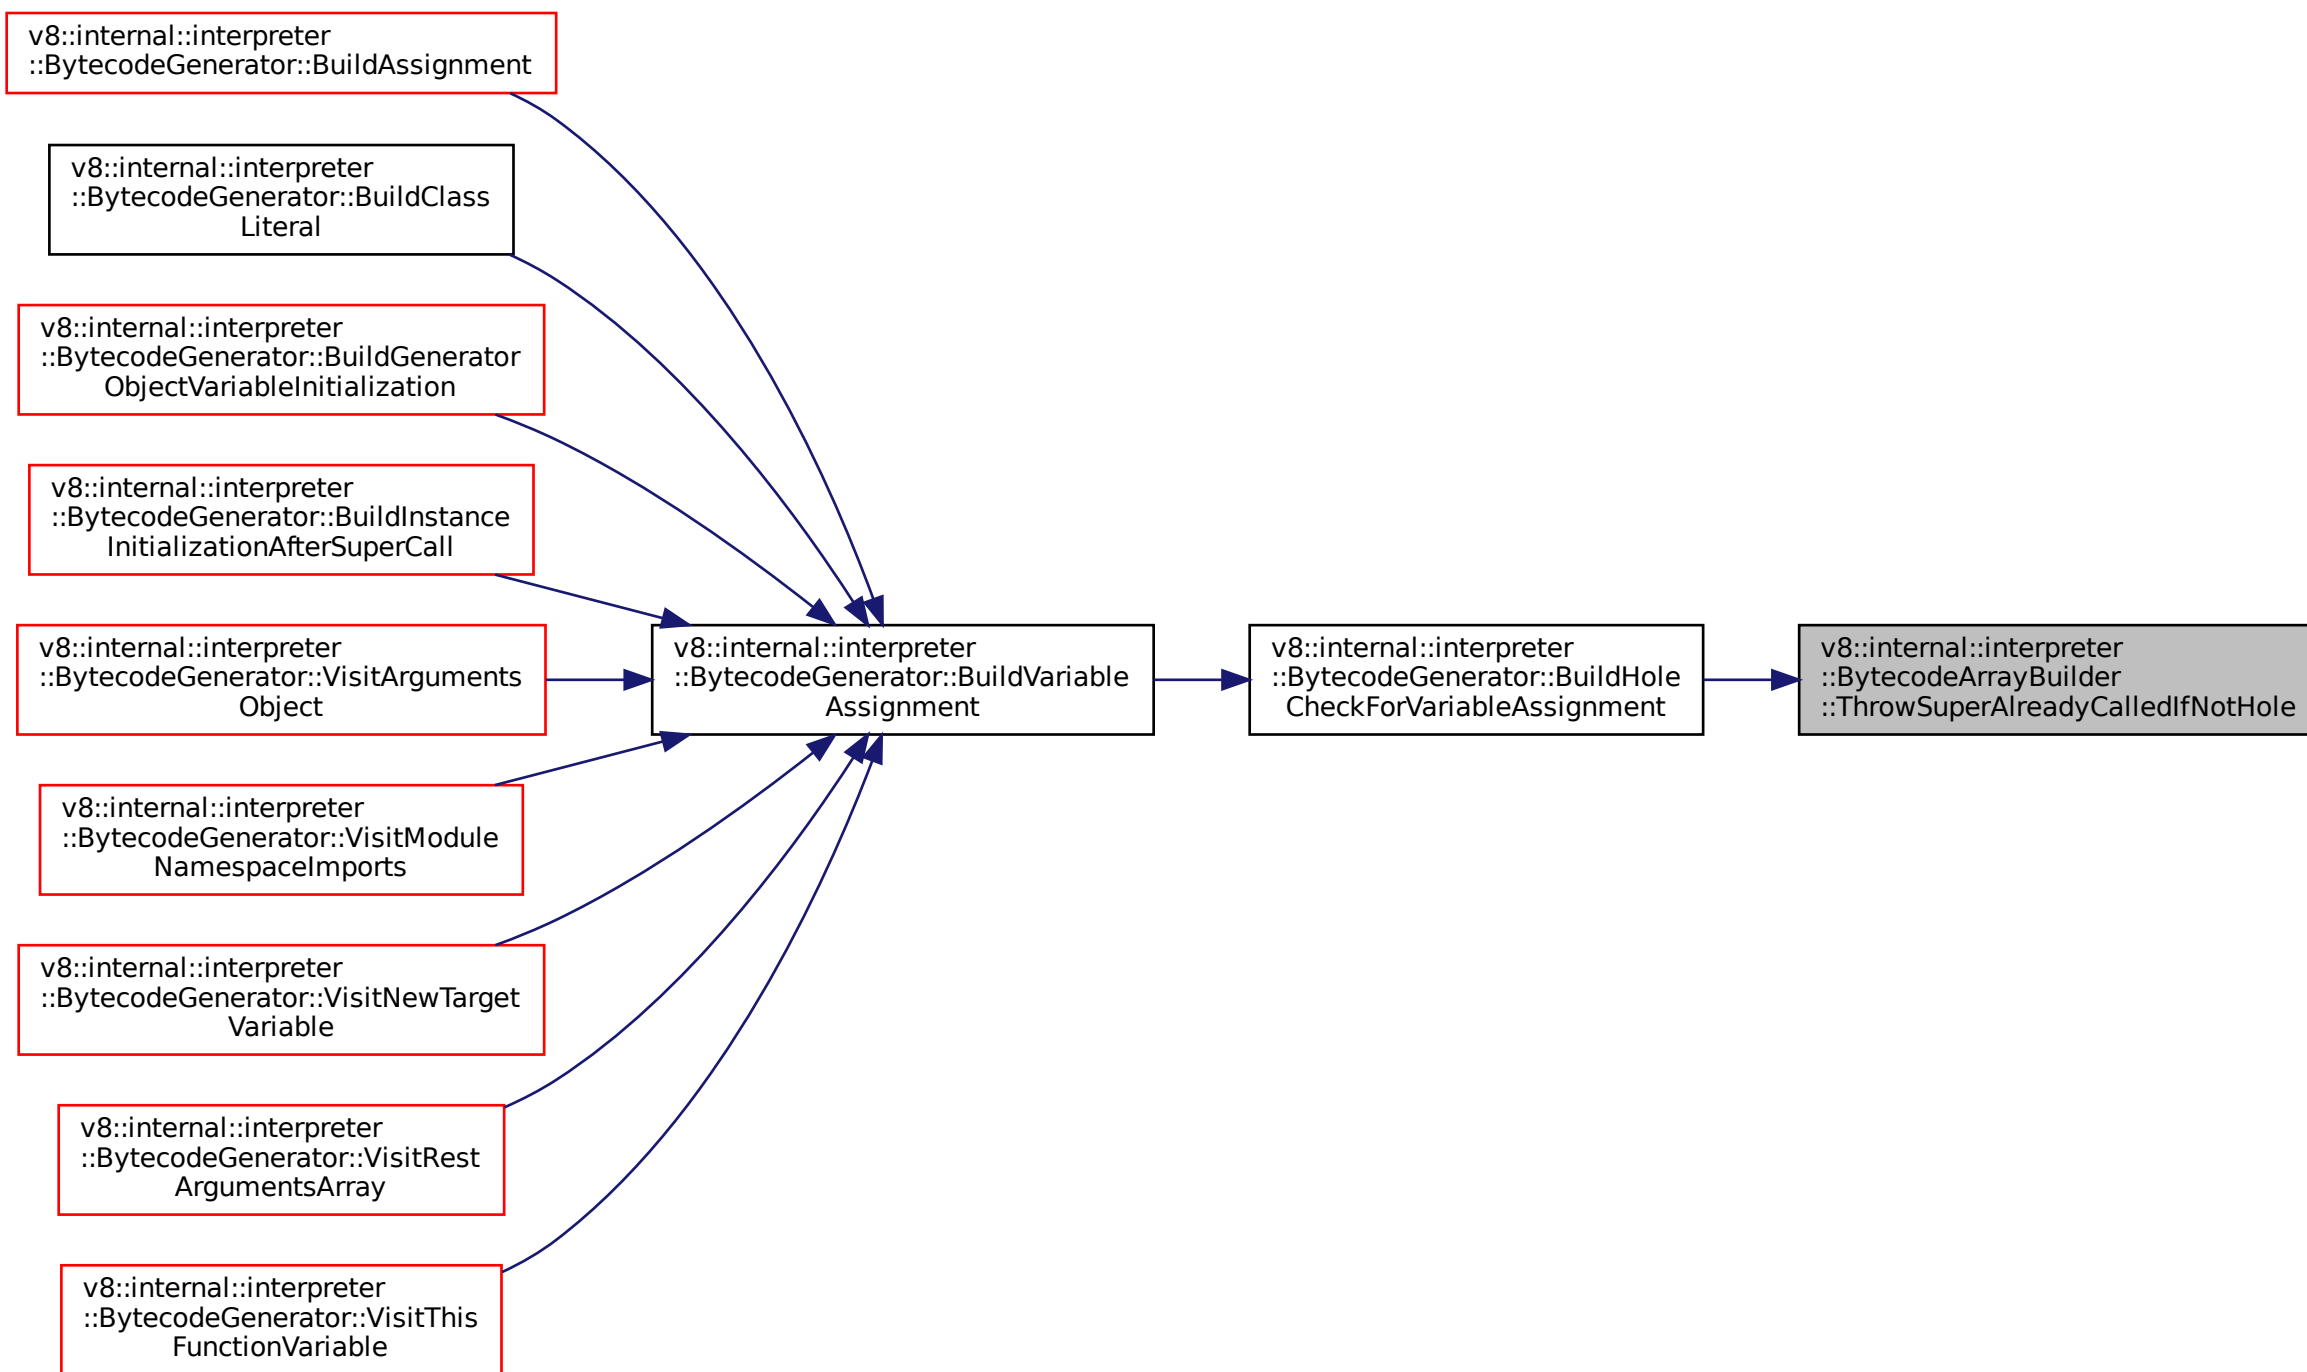 v8::internal::interpreter
::BytecodeGenerator::BuildAssignment
v8::internal::interpreter
::BytecodeGenerator::BuildClass
Literal
v8::internal::interpreter
::BytecodeGenerator::BuildGenerator
ObjectVariableInitialization
v8::internal::interpreter
::BytecodeGenerator::BuildInstance
InitializationAfterSuperCall
v8::internal::interpreter
::BytecodeGenerator::VisitArguments
Object
v8::internal::interpreter
::BytecodeGenerator::VisitModule
NamespaceImports
v8::internal::interpreter
::BytecodeGenerator::VisitNewTarget
Variable
v8::internal::interpreter
::BytecodeGenerator::VisitRest
ArgumentsArray
v8::internal::interpreter
::BytecodeGenerator::VisitThis
FunctionVariable
v8::internal::interpreter
::BytecodeGenerator::BuildVariable
Assignment
v8::internal::interpreter
::BytecodeGenerator::BuildHole
CheckForVariableAssignment
v8::internal::interpreter
::BytecodeArrayBuilder
::ThrowSuperAlreadyCalledIfNotHole